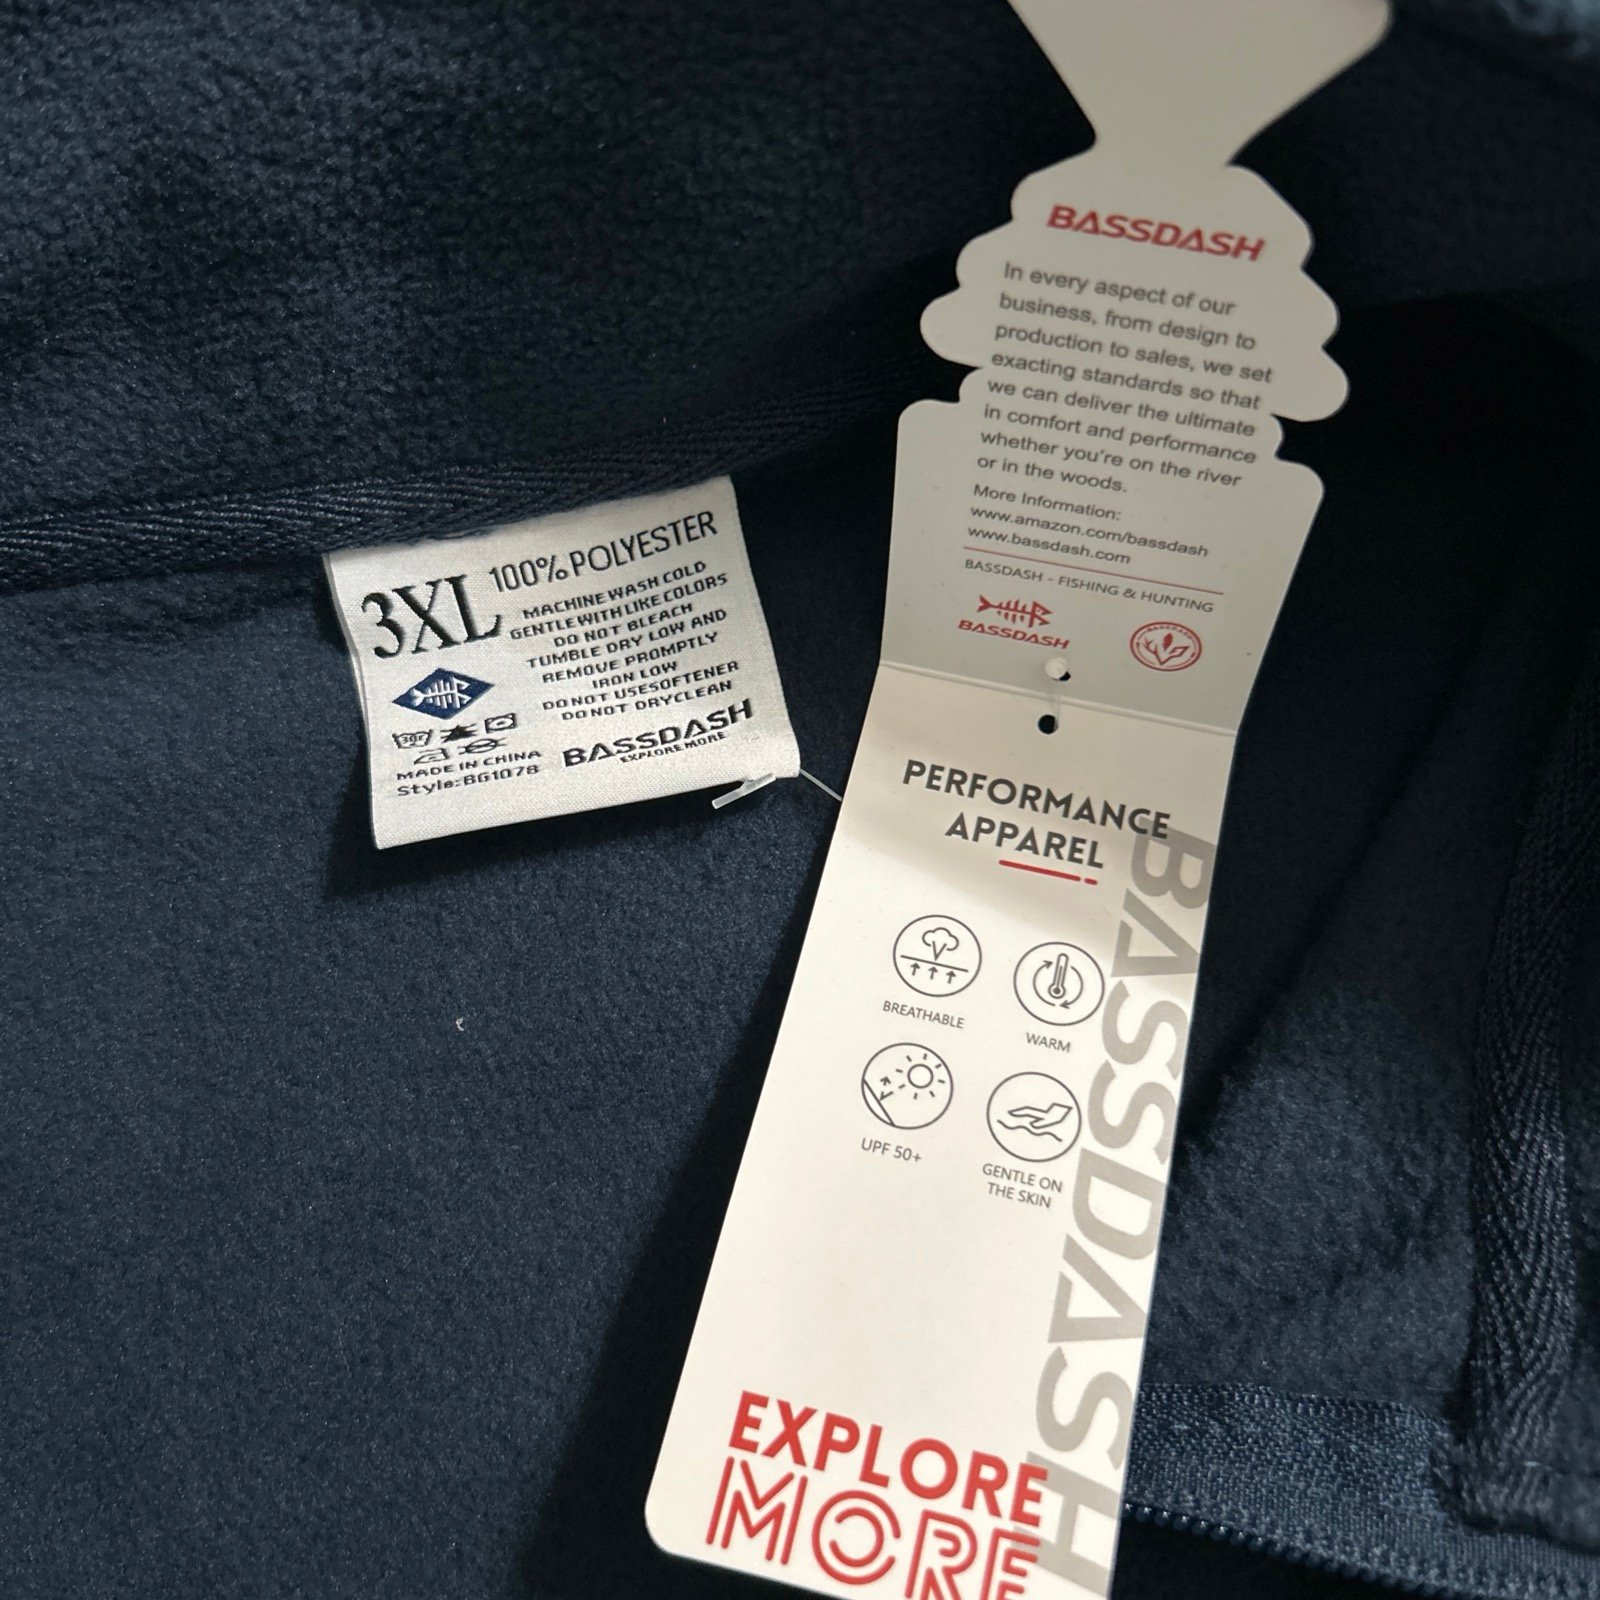 3XL
100% POLYESTER
MACHINE WASH COLD
GENTLE WITH LIKE COLORS
DO NOT BLEACH
TUMBLE DRY LOW AND
REMOVE PROMPTLY
IRON LOW
DO NOT USESOFTENER
DO NOT DRYCLEAN
30°
MADE IN CHINA
Style:BG1078
BASSDASH
EXPLORE MORE
BASSDASH
In every aspect of our
business, from design to
production to sales, we set
exacting standards so that
we can deliver the ultimate
in comfort and performance
whether you're on the river
or in the woods.
More Information:
www.amazon.com/bassdash
www.bassdash.com
BASSDASH - FISHING & HUNTING
BASSDASH
BASSDASH
PERFORMANCE
APPAREL
BREATHABLE
WARM
UPF 50+
GENTLE ON
THE SKIN
BASSDASH
EXPLORE
MORE